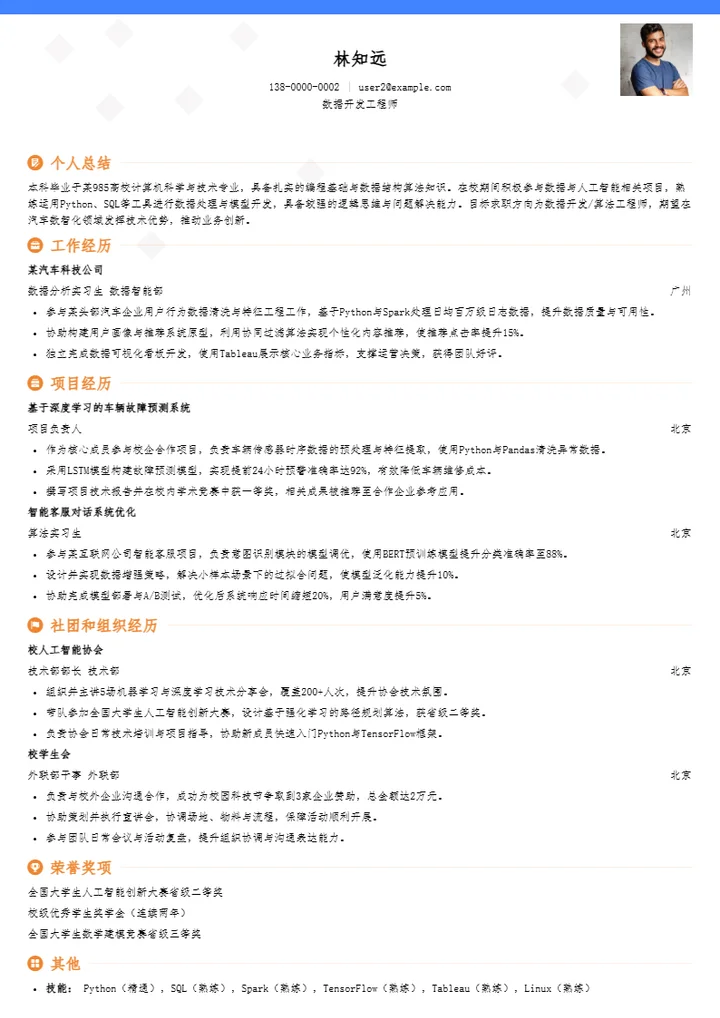 林知远
138-0000-0002 | user2@example.com
数据开发工程师
个人总结
本科毕业于某985高校计算机科学与技术专业，具备扎实的编程基础与数据结构算法知识。在校期间积极参与数据与人工智能相关项目，熟
练运用Python、SQL等工具进行数据处理与模型开发，具备较强的逻辑思维与问题解决能力。目标求职方向为数据开发/算法工程师，期望在
汽车数智化领域发挥技术优势，推动业务创新。
工作经历
某汽车科技公司
数据分析实习生 数据智能部 广州
• 参与某头部汽车企业用户行为数据清洗与特征工程工作，基于Python与Spark处理日均百万级日志数据，提升数据质量与可用性。
• 协助构建用户画像与推荐系统原型，利用协同过滤算法实现个性化内容推荐，使推荐点击率提升15%。
• 独立完成数据可视化看板开发，使用Tableau展示核心业务指标，支撑运营决策，获得团队好评。
项目经历
基于深度学习的车辆故障预测系统
项目负责人 北京
• 作为核心成员参与校企合作项目，负责车辆传感器时序数据的预处理与特征提取，使用Python与Pandas清洗异常数据。
• 采用LSTM模型构建故障预测模型，实现提前24小时预警准确率达92%，有效降低车辆维修成本。
• 撰写项目技术报告并在校内学术竞赛中获一等奖，相关成果被推荐至合作企业参考应用。
智能客服对话系统优化
算法实习生 北京
• 参与某互联网公司智能客服项目，负责意图识别模块的模型调优，使用BERT预训练模型提升分类准确率至88%。
• 设计并实现数据增强策略，解决小样本场景下的过拟合问题，使模型泛化能力提升10%。
• 协助完成模型部署与A/B测试，优化后系统响应时间缩短20%，用户满意度提升5%。
社团和组织经历
校人工智能协会
技术部部长 技术部 北京
• 组织并主讲5场机器学习与深度学习技术分享会，覆盖200+人次，提升协会技术氛围。
• 带队参加全国大学生人工智能创新大赛，设计基于强化学习的路径规划算法，获省级二等奖。
• 负责协会日常技术培训与项目指导，协助新成员快速入门Python与TensorFlow框架。
校学生会
外联部干事 外联部 北京
• 负责与校外企业沟通合作，成功为校园科技节争取到3家企业赞助，总金额达2万元。
• 协助策划并执行宣讲会，协调场地、物料与流程，保障活动顺利开展。
• 参与团队日常会议与活动复盘，提升组织协调与沟通表达能力。
荣誉奖项
全国大学生人工智能创新大赛省级二等奖
校级优秀学生奖学金（连续两年）
全国大学生数学建模竞赛省级三等奖
其他
• 技能： Python（精通），SQL（熟练），Spark（熟练），TensorFlow（熟练），Tableau（熟练），Linux（熟练）